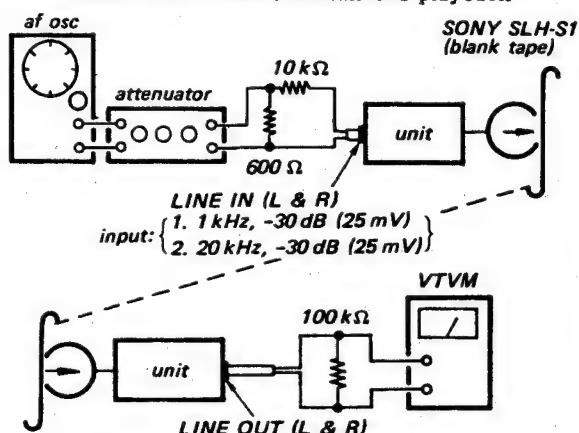 af osc
SONY SLH-S1
(blank tape)
10 kΩ
attenuator
unit
600 Ω
LINE IN (L & R)
input: { 1. 1 kHz, -30 dB (25 mV)
2. 20 kHz, -30 dB (25 mV) }
VTVM
100 kΩ
unit
LINE OUT (L & R)